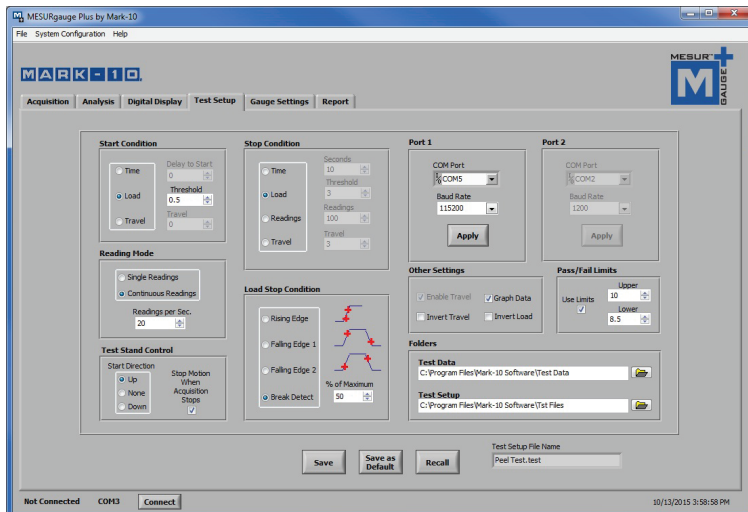 MESURgauge Plus by Mark-10
File System Configuration Help
MARK-10
MESUR
M
GAUGE
Acquisition Analysis Digital Display Test Setup Gauge Settings Report
Start Condition
Time
Load
Travel
Delay to Start
0
Threshold
0.5
Travel
0
Reading Mode
Single Readings
Continuous Readings
Readings per Sec.
20
Test Stand Control
Start Direction
Up
None
Down
Stop Motion
When
Acquisition
Stops
Stop Condition
Time
Load
Readings
Travel
Seconds
10
Threshold
3
Readings
100
Travel
3
Load Stop Condition
Rising Edge
Falling Edge 1
Falling Edge 2
Break Detect
% of Maximum
50
Port 1
COM Port
COM5
Baud Rate
115200
Apply
Port 2
COM Port
COM2
Baud Rate
1200
Apply
Other Settings
Enable Travel
Graph Data
Invert Travel
Invert Load
Pass/Fail Limits
Use Limits
Upper
10
Lower
8.5
Folders
Test Data
C:\Program Files\Mark-10 Software\Test Data
Test Setup
C:\Program Files\Mark-10 Software\Tst Files
Save
Save as
Default
Recall
Test Setup File Name
Peel Test.test
Not Connected COM3 Connect
10/13/2015 3:58:58 PM